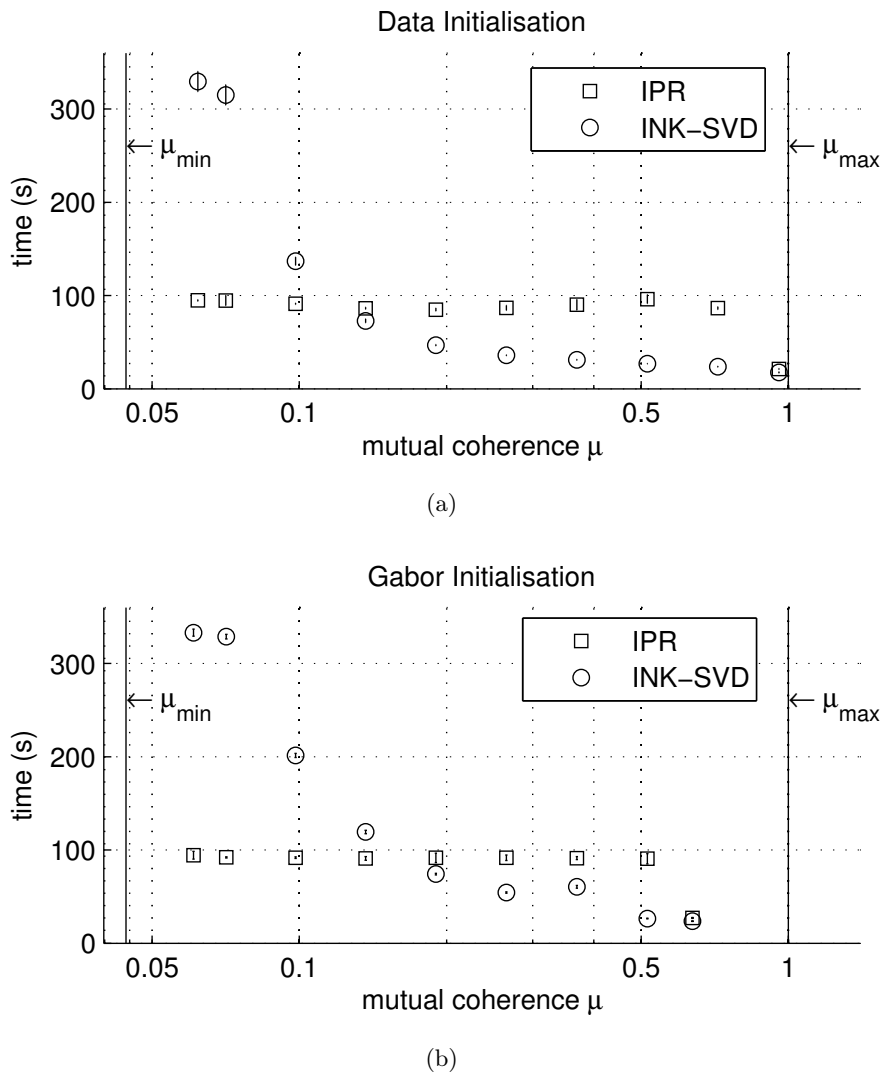 Data Initialisation
IPR
INK−SVD
300
200
100
0
time (s)
← μmin
← μmax
0.05 0.1 0.5 1
mutual coherence μ
(a)
Gabor Initialisation
IPR
INK−SVD
300
200
100
0
time (s)
← μmin
← μmax
0.05 0.1 0.5 1
mutual coherence μ
(b)